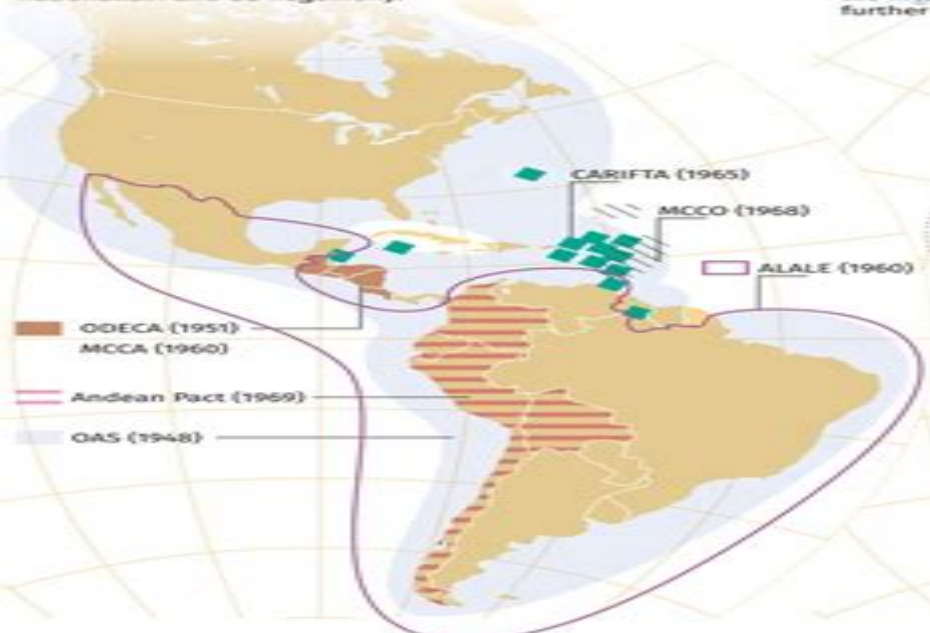 further
CARIFTA (1965)
MCCO (1968)
ALALE (1960)
ODECA (1951)
MCCA (1960)
Andean Pact (1969)
OAS (1948)